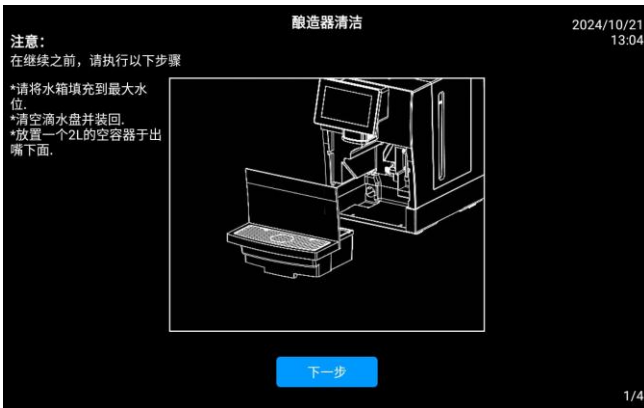 酿造器清洁
2024/10/21
13:04
注意：
在继续之前，请执行以下步骤
*请将水箱填充到最大水
位.
*清空滴水盘并装回.
*放置一个2L的空容器于出
嘴下面.
下一步
1/4